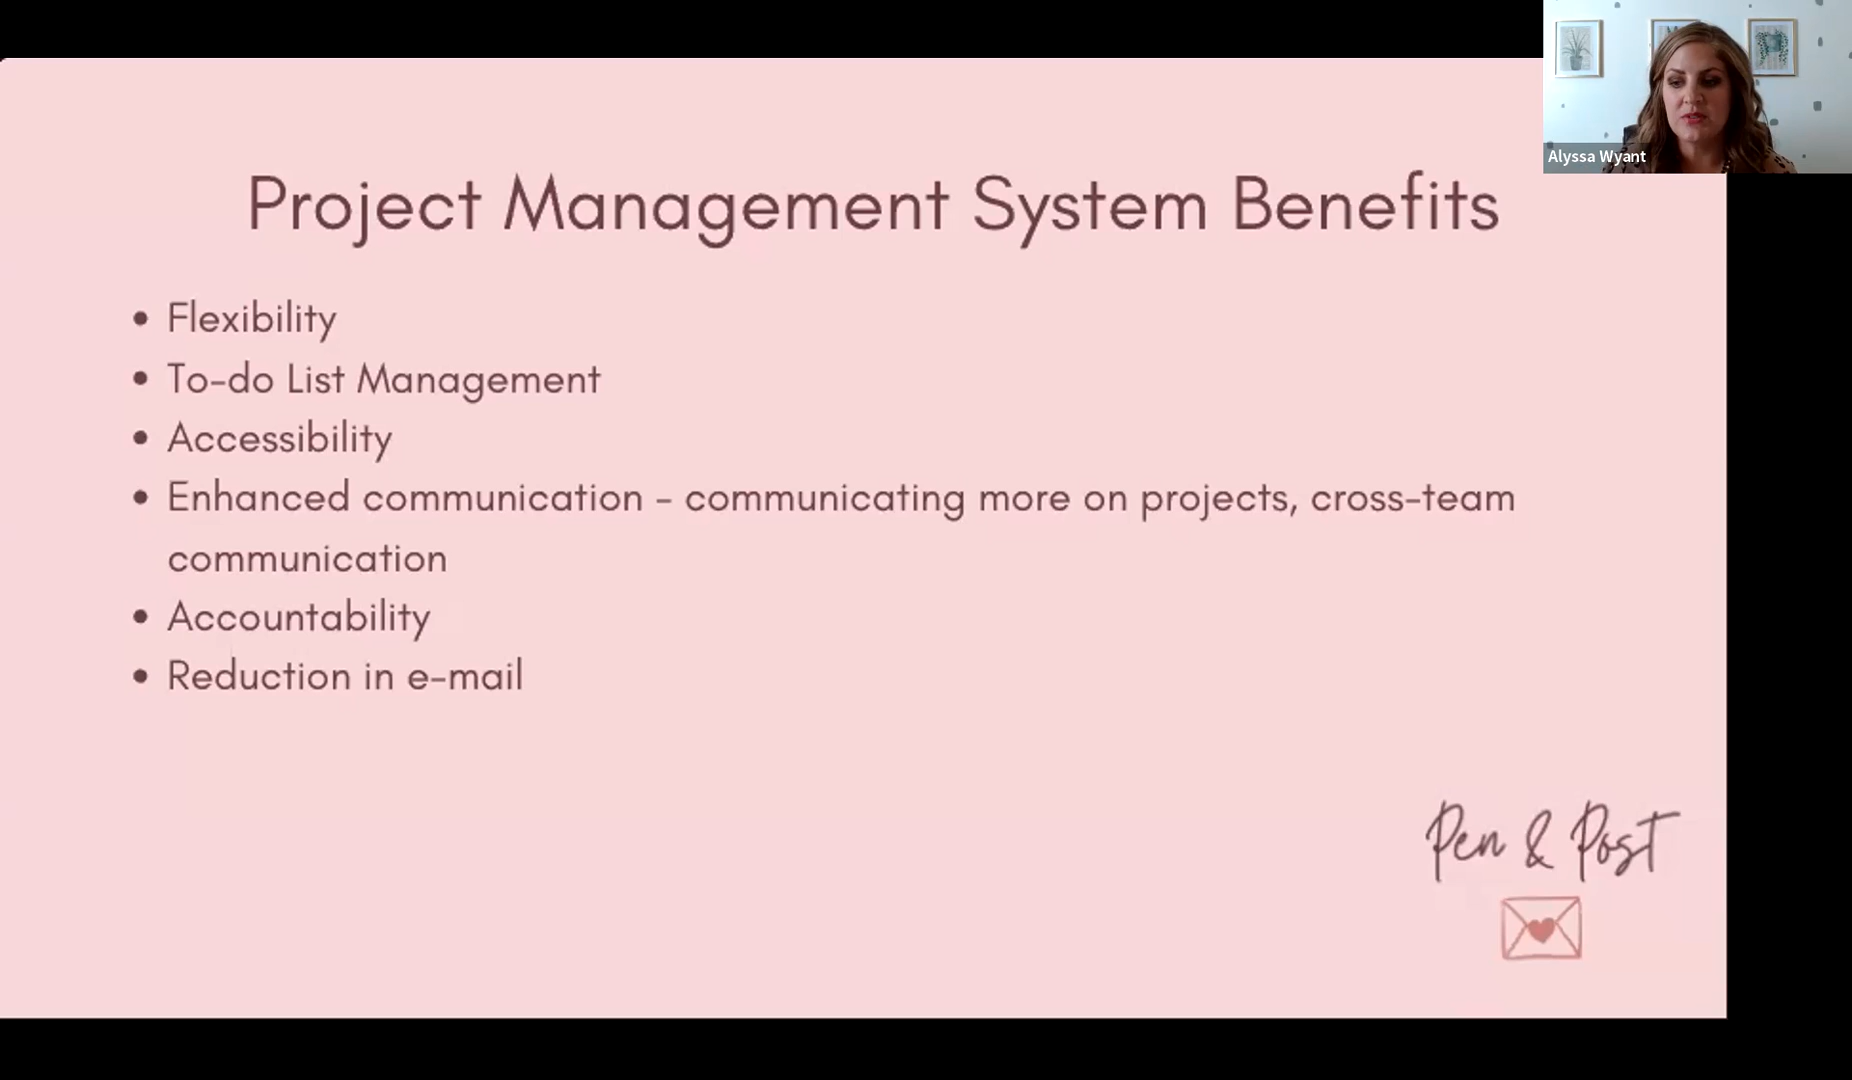 Alyssa Wyant
Project Management System Benefits
• Flexibility
• To-do List Management
• Accessibility
• Enhanced communication - communicating more on projects, cross-team
communication
• Accountability
• Reduction in e-mail
Pen & Post